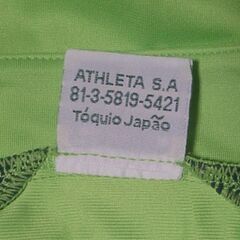 ATHLETA S.A
81-3-5819-5421
Tóquio Japão